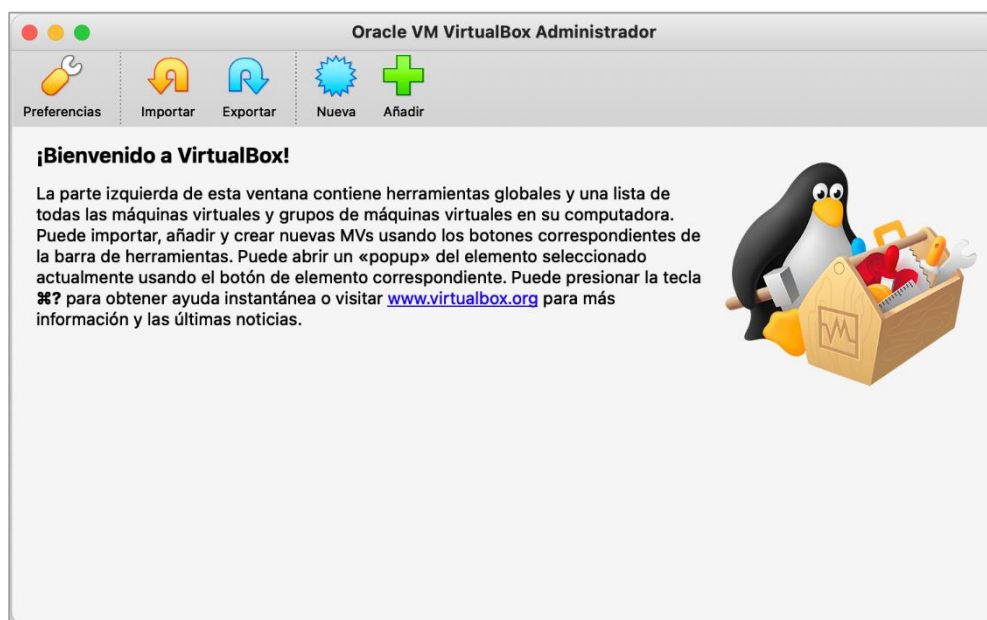 Oracle VM VirtualBox Administrador
Preferencias
Importar
Exportar
Nueva
Añadir
¡Bienvenido a VirtualBox!
La parte izquierda de esta ventana contiene herramientas globales y una lista de
todas las máquinas virtuales y grupos de máquinas virtuales en su computadora.
Puede importar, añadir y crear nuevas MVs usando los botones correspondientes de
la barra de herramientas. Puede abrir un «popup» del elemento seleccionado
actualmente usando el botón de elemento correspondiente. Puede presionar la tecla
⌘? para obtener ayuda instantánea o visitar www.virtualbox.org para más
información y las últimas noticias.